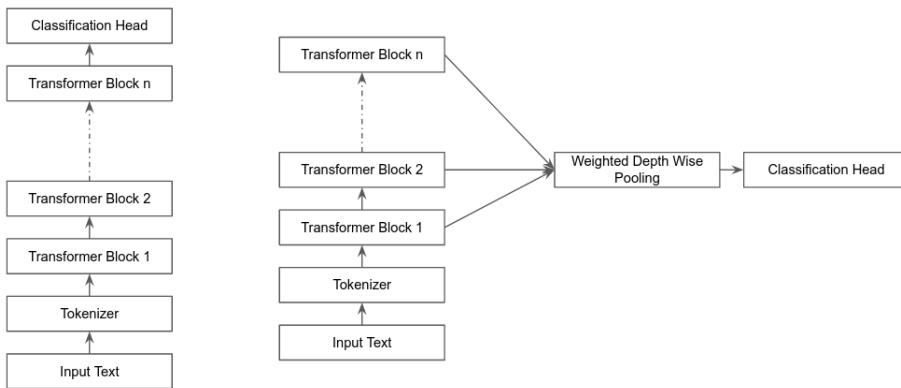 Classification Head
Transformer Block n
Transformer Block 2
Transformer Block 1
Tokenizer
Input Text
Transformer Block n
Transformer Block 2
Transformer Block 1
Tokenizer
Input Text
Weighted Depth Wise
Pooling
Classification Head